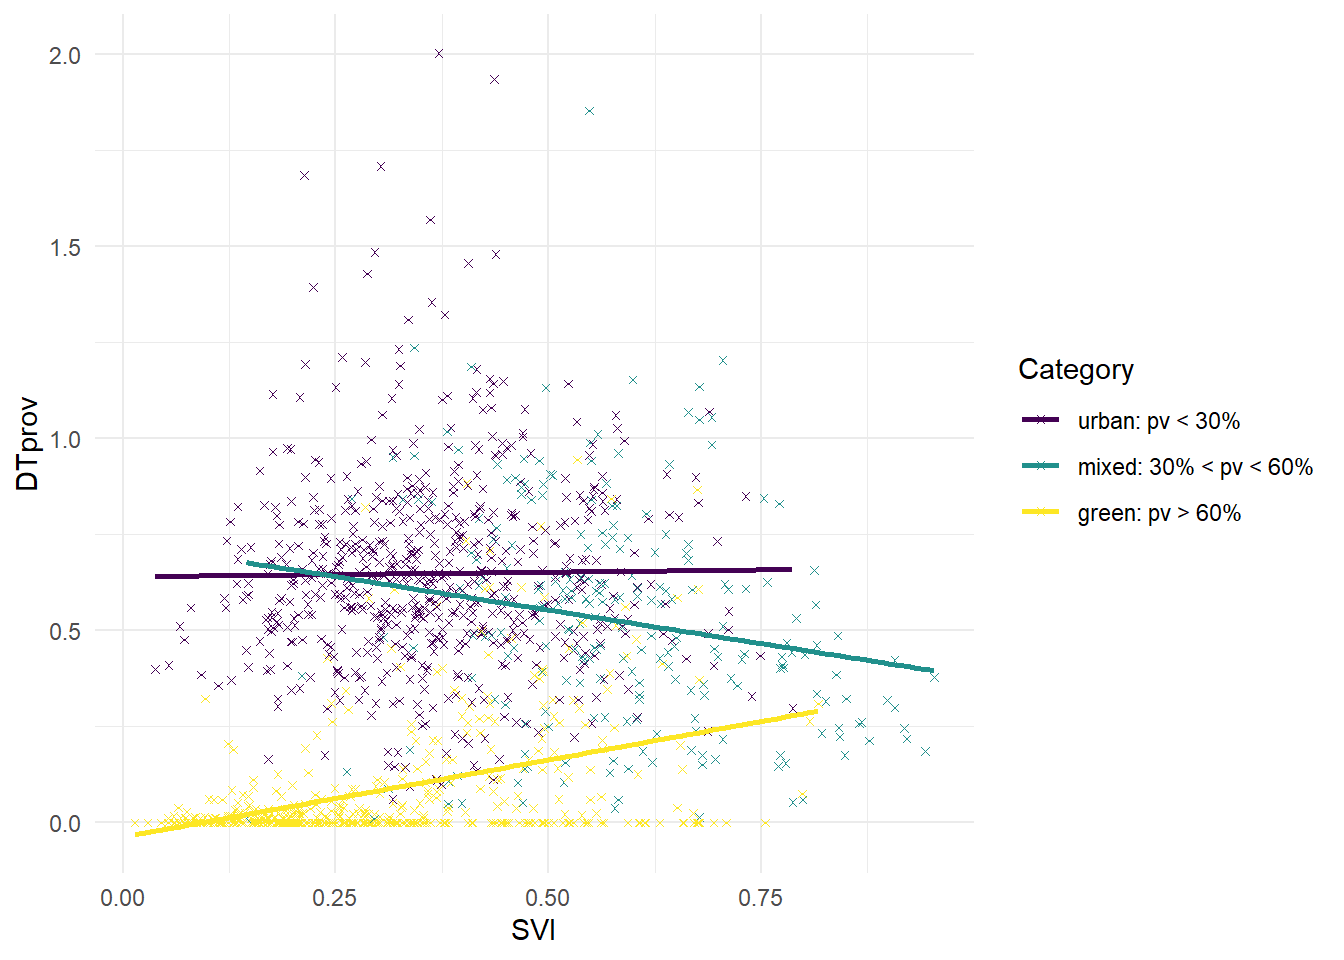 2.0
1.5
1.0
0.5
0.0
DTprov
0.00 0.25 0.50 0.75
SVI
Category
urban: pv < 30%
mixed: 30% < pv < 60%
green: pv > 60%